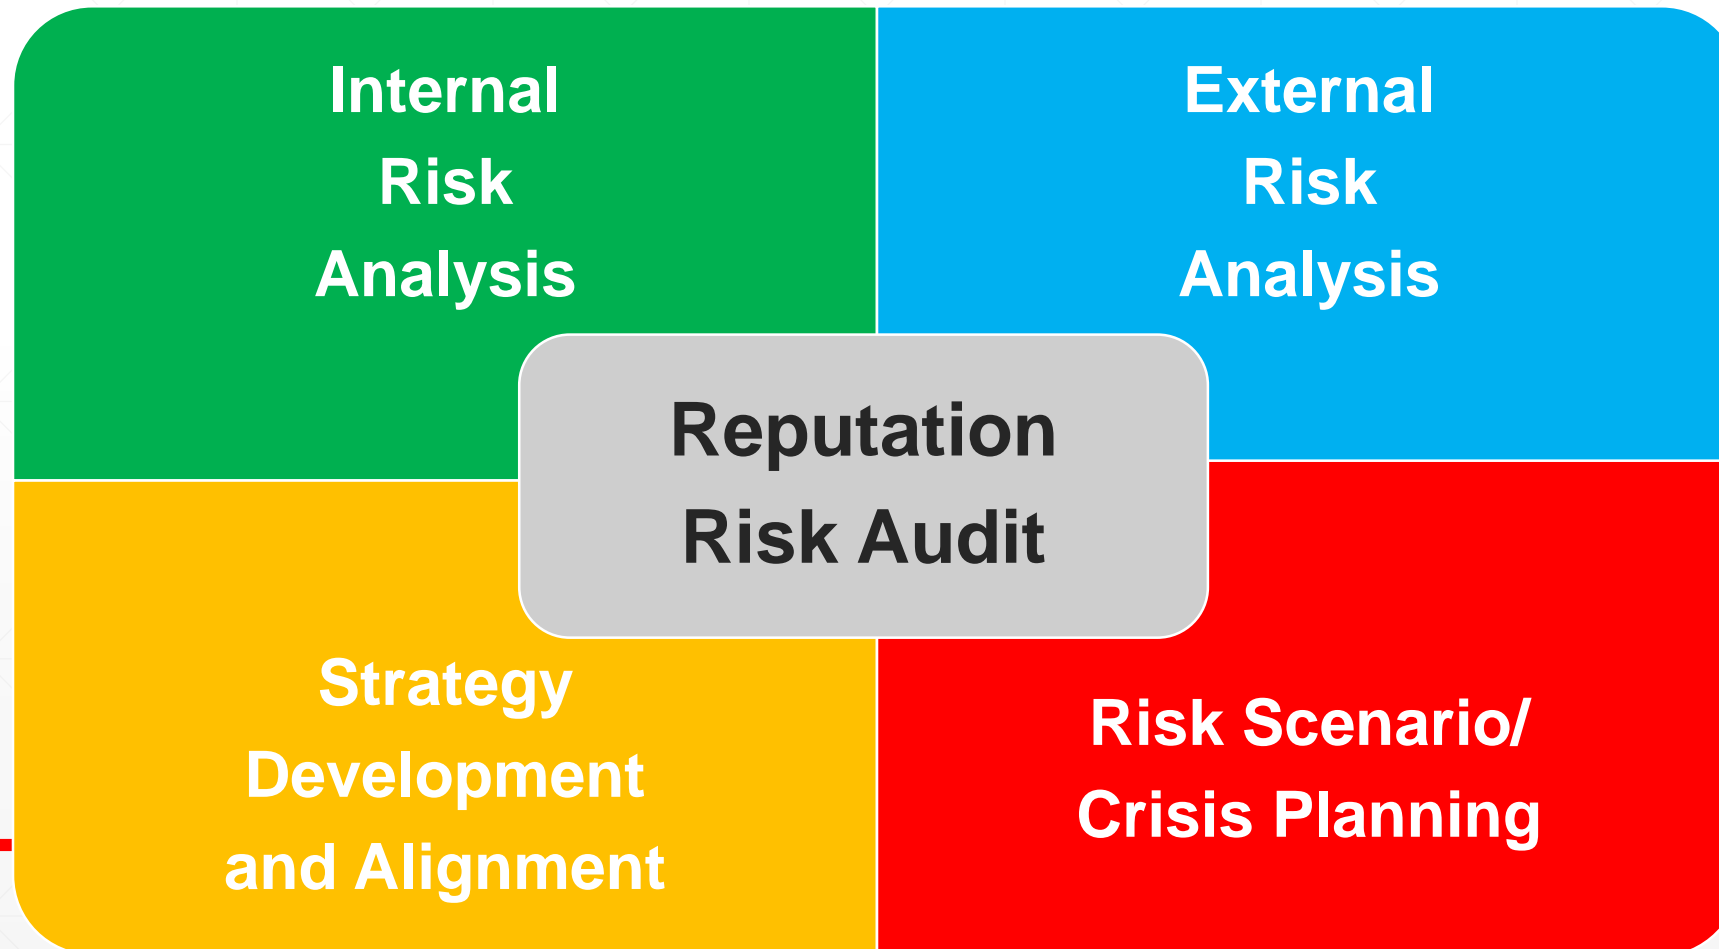 Internal
Risk
Analysis
External
Risk
Analysis
Reputation
Risk Audit
Strategy
Development
and Alignment
Risk Scenario/
Crisis Planning